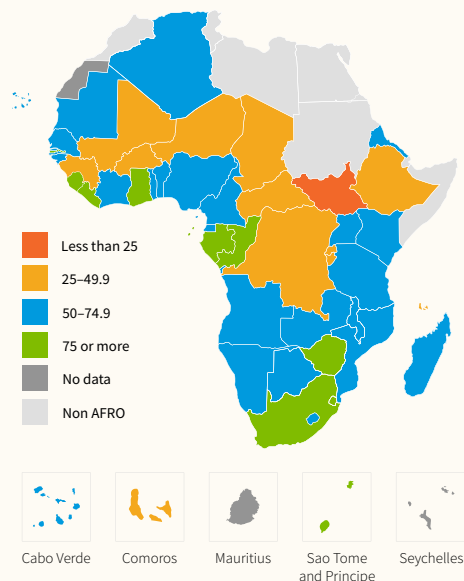 Less than 25
25–49.9
50–74.9
75 or more
No data
Non AFRO
Cabo Verde
Comoros
Mauritius
Sao Tome
and Principe
Seychelles